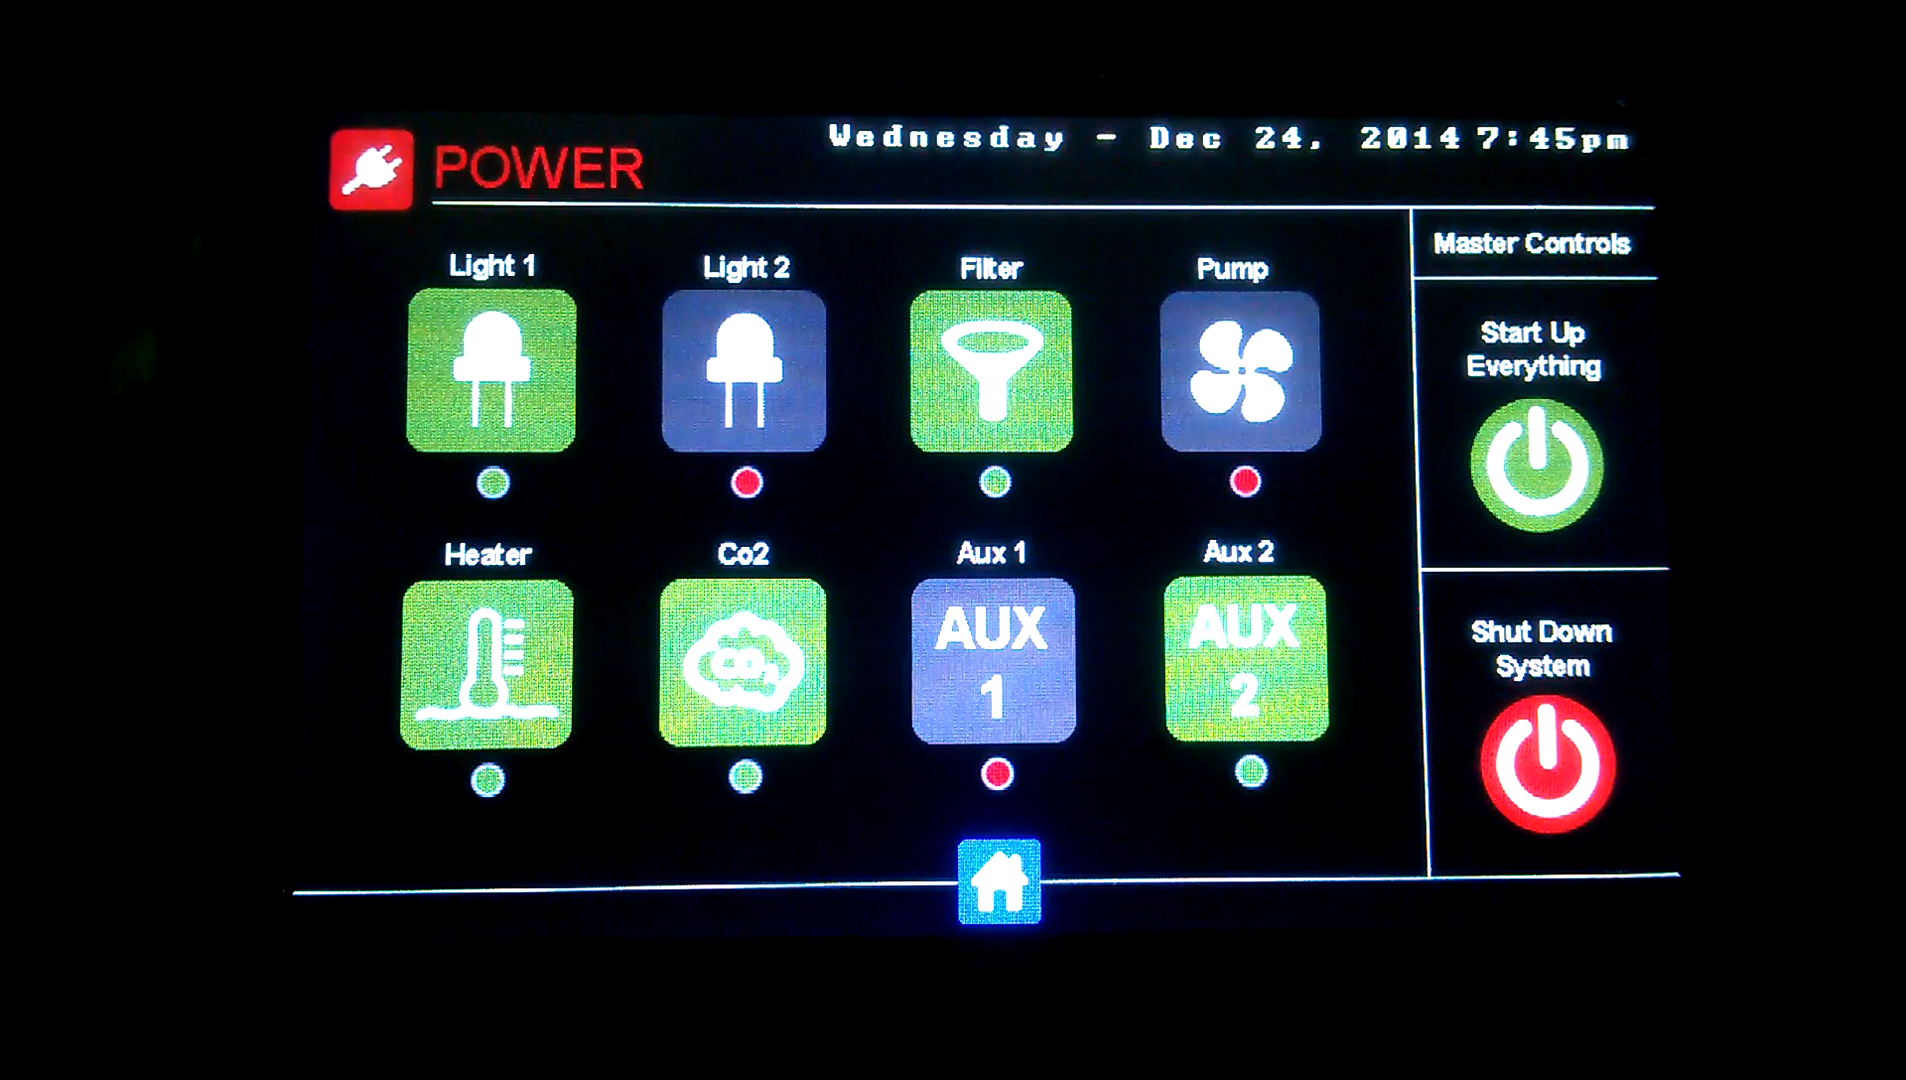 POWER
Wednesday - Dec 24, 2014 7:45pm
Master Controls
Light 1
Light 2
Filter
Pump
Start Up
Everything
Heater
Co2
Aux 1
Aux 2
CO2
AUX
1
AUX
2
Shut Down
System